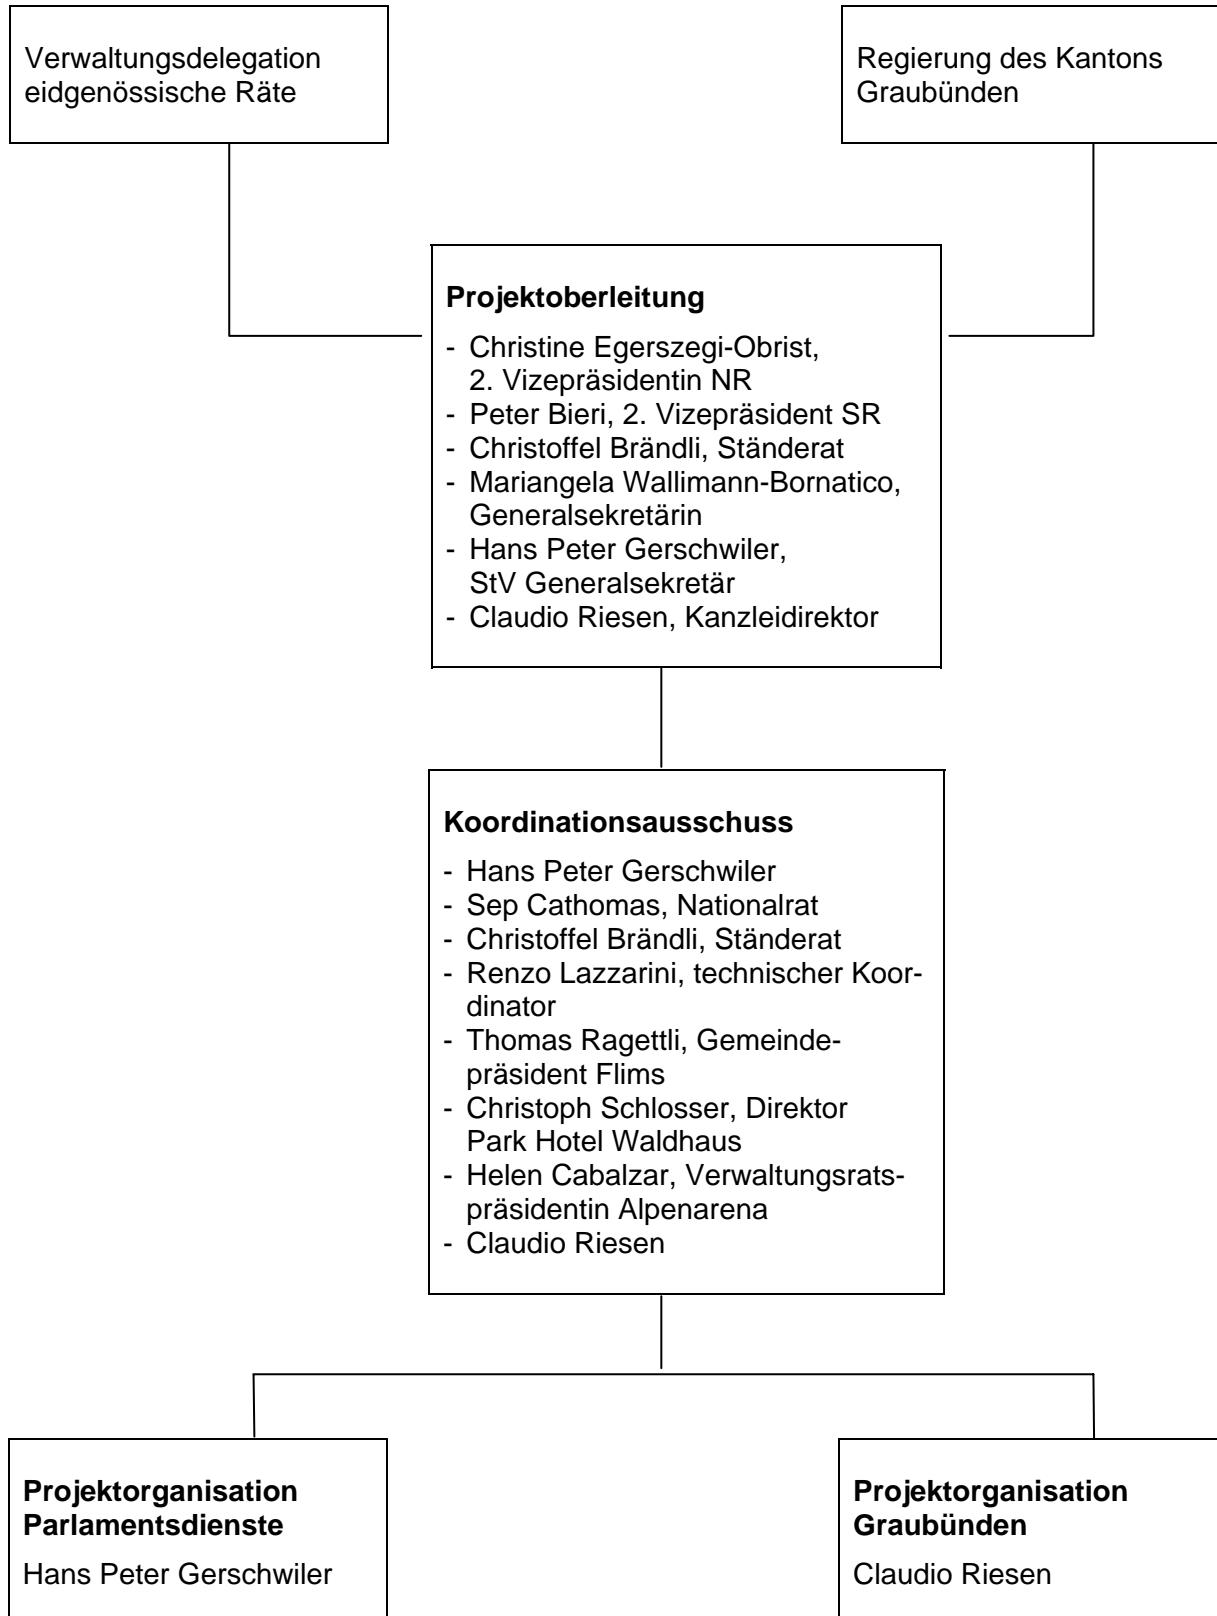 Verwaltungsdelegation
eidgenössische Räte
Regierung des Kantons
Graubünden
Projektoberleitung
- Christine Egerszegi-Obrist,
2. Vizepräsidentin NR
- Peter Bieri, 2. Vizepräsident SR
- Christoffel Brändli, Ständerat
- Mariangela Wallimann-Bornatico,
Generalsekretärin
- Hans Peter Gerschwiler,
StV Generalsekretär
- Claudio Riesen, Kanzleidirektor
Koordinationsausschuss
- Hans Peter Gerschwiler
- Sep Cathomas, Nationalrat
- Christoffel Brändli, Ständerat
- Renzo Lazzarini, technischer Koor-
dinator
- Thomas Ragettli, Gemeinde-
präsident Flims
- Christoph Schlosser, Direktor
Park Hotel Waldhaus
- Helen Cabalzar, Verwaltungsrats-
präsidentin Alpenarena
- Claudio Riesen
Projektorganisation
Parlamentsdienste
Hans Peter Gerschwiler
Projektorganisation
Graubünden
Claudio Riesen